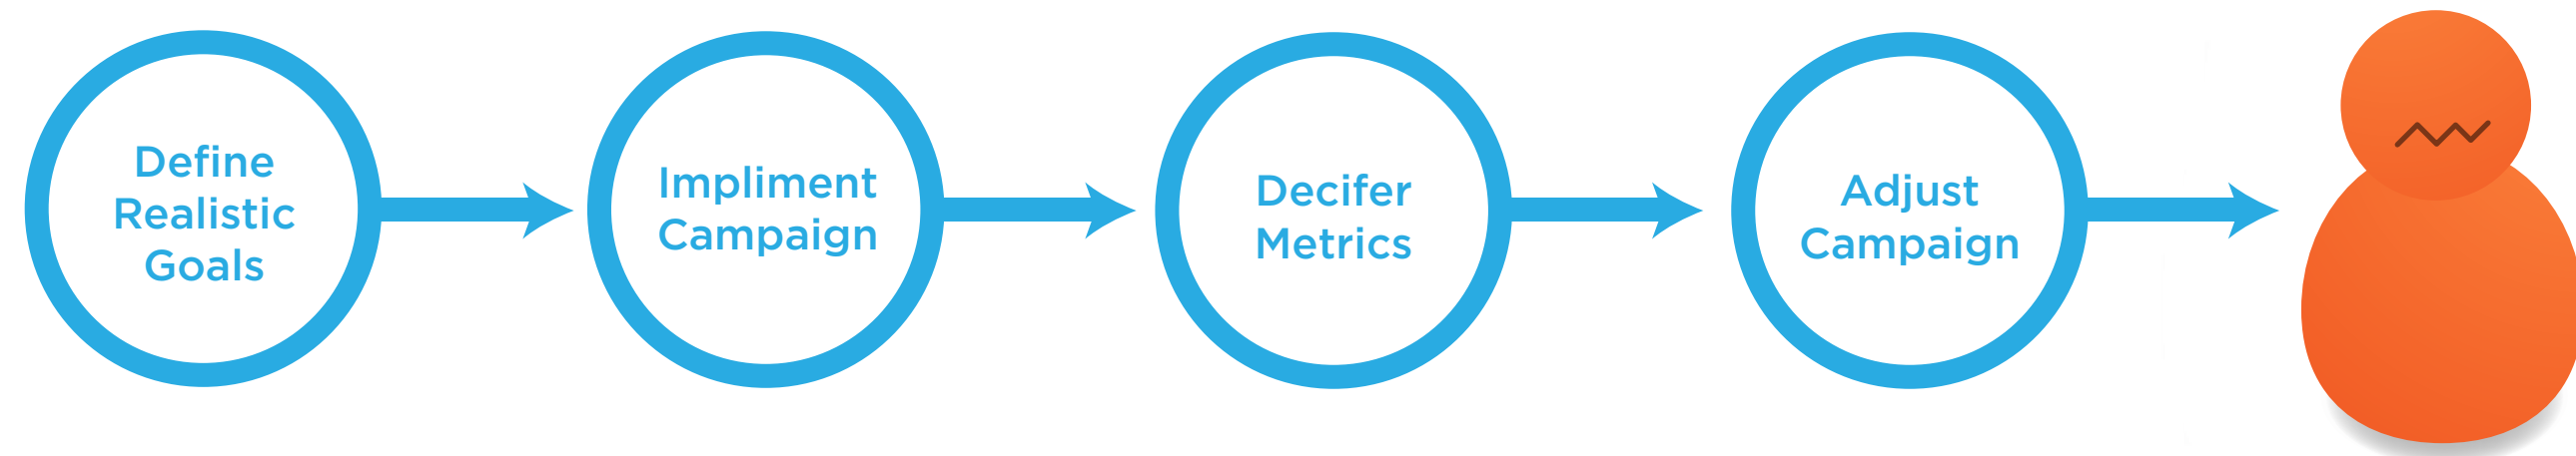 Define
Realistic
Goals
Impliment
Campaign
Decifer
Metrics
Adjust
Campaign